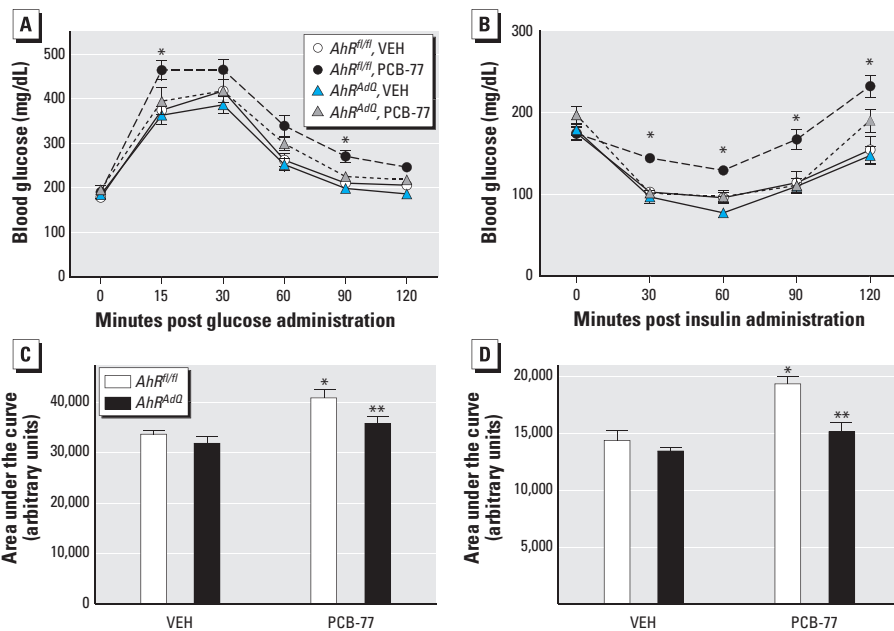 A
Blood glucose (mg/dL)
500
400
300
200
100
0
*
*
AhRfl/fl, VEH
AhRfl/fl, PCB-77
AhRAdQ, VEH
AhRAdQ, PCB-77
0 15 30 60 90 120
Minutes post glucose administration
B
Blood glucose (mg/dL)
300
200
100
0
* * * *
0 30 60 90 120
Minutes post insulin administration
C
Area under the curve
(arbitrary units)
AhRfl/fl
AhRAdQ
40,000
30,000
20,000
10,000
0
*
**
VEH PCB-77
D
Area under the curve
(arbitrary units)
20,000
15,000
10,000
5,000
*
**
VEH PCB-77